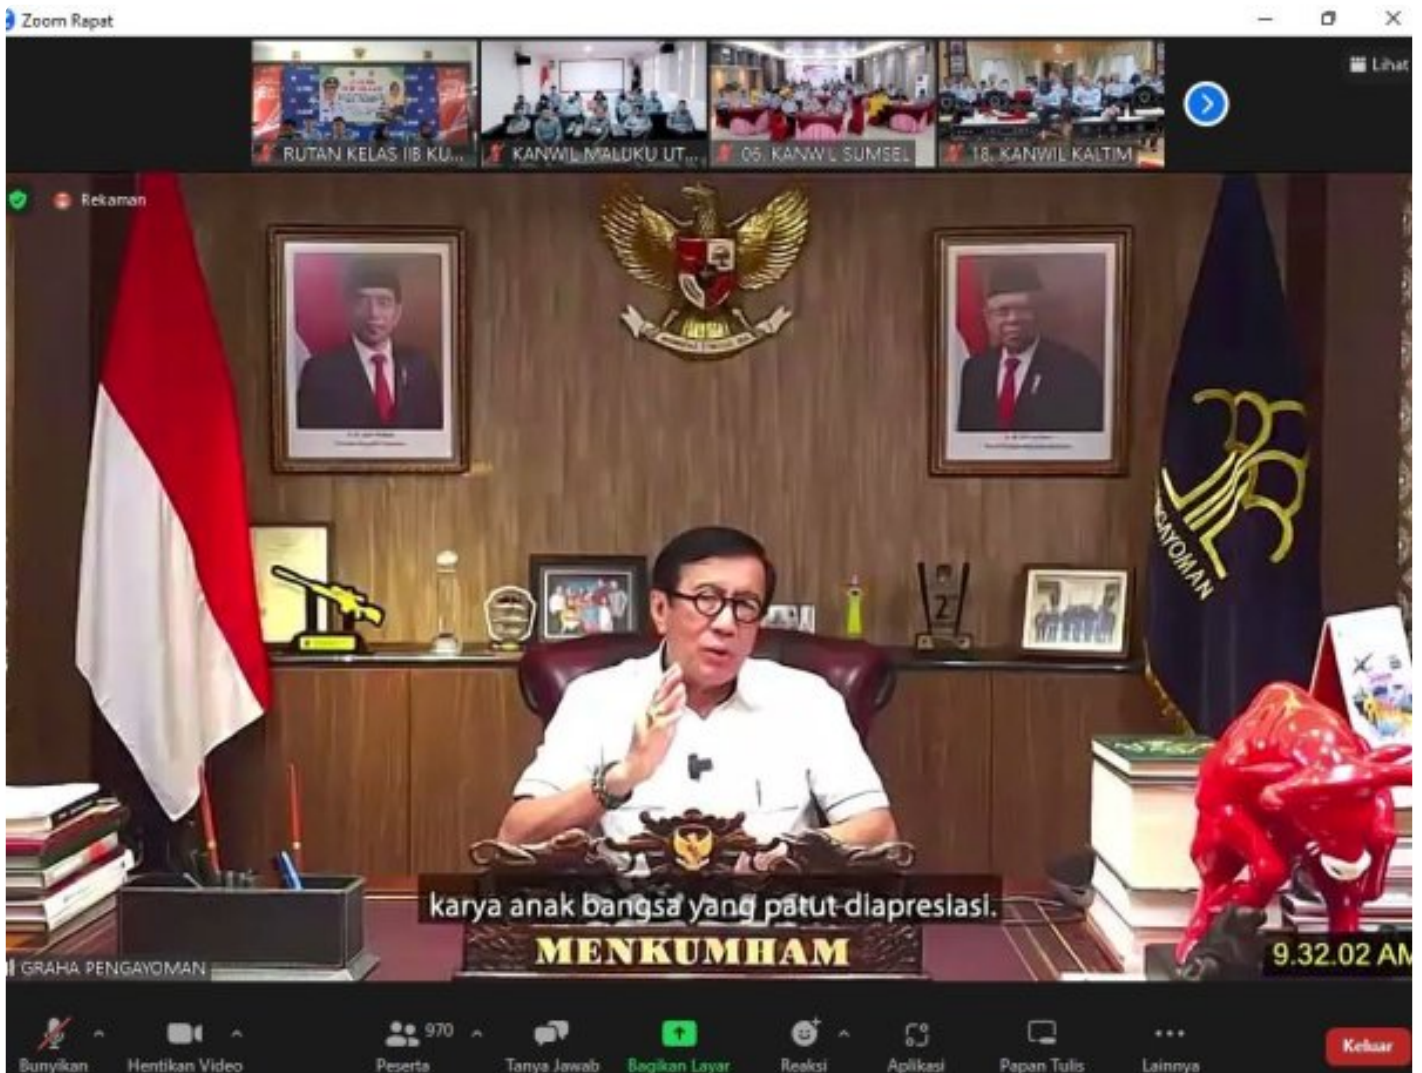 Zoom Rapat
Lihat
RUTAN KELAS IIB KU...
KANWIL MALUKU UT...
06. KANWIL SUMSEL
18. KANWIL KALTIM
Rekaman
PENGAYOMAN
2
karya anak bangsa yang patut diapresiasi.
MENKUMHAM
GRAHA PENGAYOMAN
9.32.02 AM
Bunyikan
Hentikan Video
970
Peserta
Tanya Jawab
Bagikan Layar
Reaksi
Aplikasi
Papan Tulis
Lainnya
Keluar